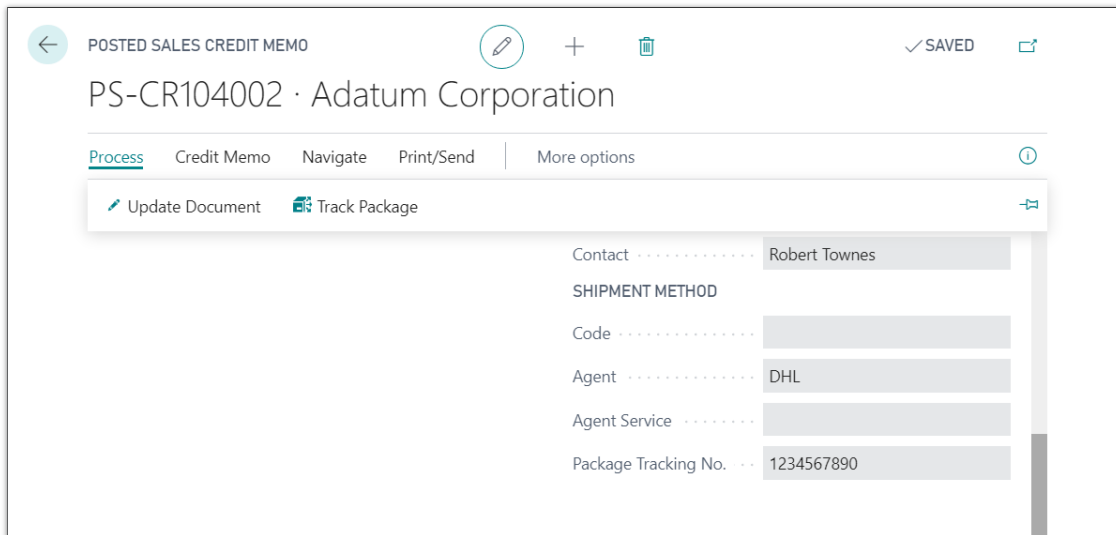 POSTED SALES CREDIT MEMO SAVED
PS-CR104002 · Adatum Corporation
Process Credit Memo Navigate Print/Send More options
Update Document Track Package
Contact Robert Townes
SHIPMENT METHOD
Code
Agent DHL
Agent Service
Package Tracking No. 1234567890